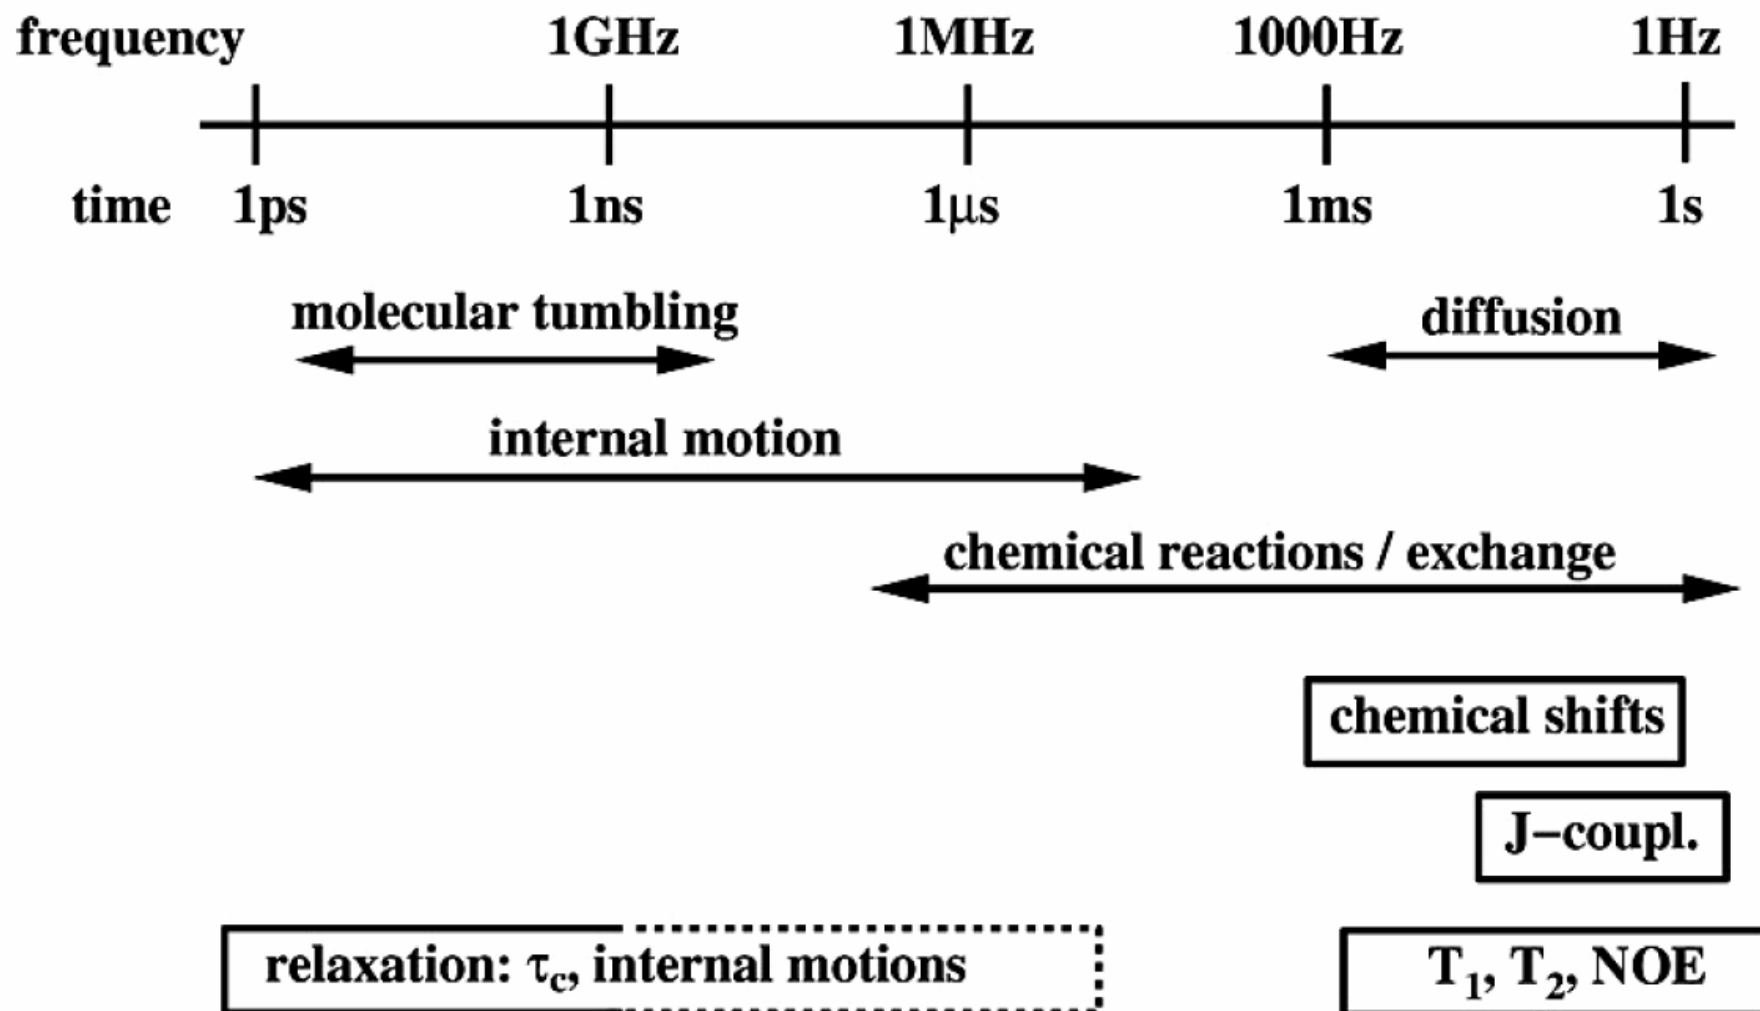 frequency 1GHz 1MHz 1000Hz 1Hz
time 1ps 1ns 1μs 1ms 1s
molecular tumbling diffusion
internal motion
chemical reactions / exchange
chemical shifts
J–coupl.
relaxation: τc, internal motions T1, T2, NOE